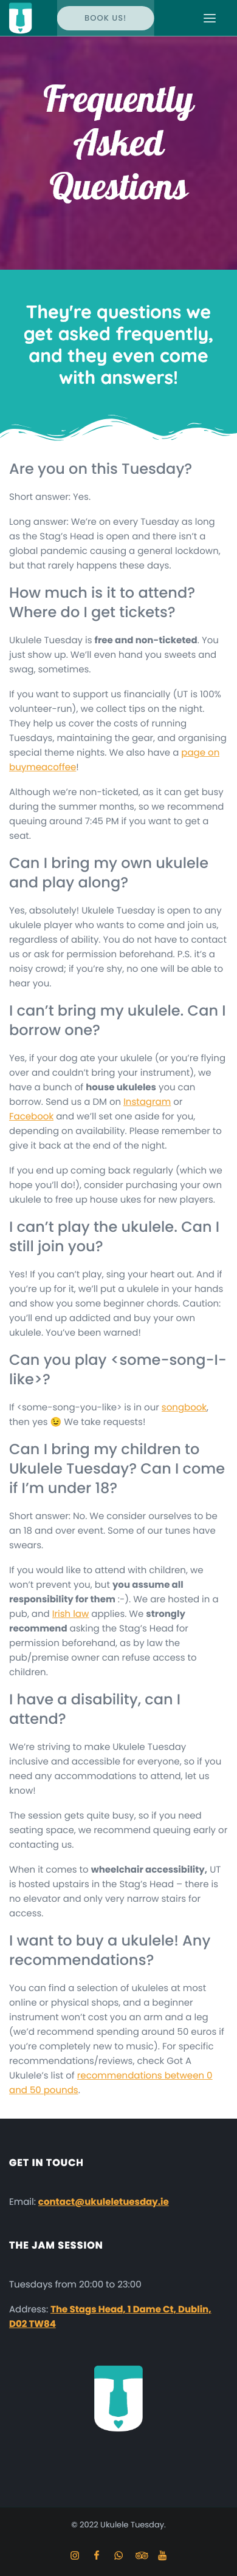 BOOK US!
Frequently
Asked
Questions
They're questions we
get asked frequently,
and they even come
with answers!
Are you on this Tuesday?
Short answer: Yes.
Long answer: We're on every Tuesday as long
as the Stag's Head is open and there isn't a
global pandemic causing a general lockdown,
but that rarely happens these days.
How much is it to attend?
Where do I get tickets?
Ukulele Tuesday is free and non-ticketed. You
just show up. We'll even hand you sweets and
swag, sometimes.
If you want to support us financially (UT is 100%
volunteer-run), we collect tips on the night.
They help us cover the costs of running
Tuesdays, maintaining the gear, and organising
special theme nights. We also have a page on
buymeacoffee!
Although we're non-ticketed, as it can get busy
during the summer months, so we recommend
queuing around 7:45 PM if you want to get a
seat.
Can I bring my own ukulele
and play along?
Yes, absolutely! Ukulele Tuesday is open to any
ukulele player who wants to come and join us,
regardless of ability. You do not have to contact
us or ask for permission beforehand. P.S. it's a
noisy crowd; if you're shy, no one will be able to
hear you.
I can't bring my ukulele. Can I
borrow one?
Yes, if your dog ate your ukulele (or you're flying
over and couldn't bring your instrument), we
have a bunch of house ukuleles you can
borrow. Send us a DM on Instagram or
Facebook and we'll set one aside for you,
depending on availability. Please remember to
give it back at the end of the night.
If you end up coming back regularly (which we
hope you'll do!), consider purchasing your own
ukulele to free up house ukes for new players.
I can't play the ukulele. Can I
still join you?
Yes! If you can't play, sing your heart out. And if
you're up for it, we'll put a ukulele in your hands
and show you some beginner chords. Caution:
you'll end up addicted and buy your own
ukulele. You've been warned!
Can you play <some-song-I-
like>?
If <some-song-you-like> is in our songbook,
then yes 😉 We take requests!
Can I bring my children to
Ukulele Tuesday? Can I come
if I'm under 18?
Short answer: No. We consider ourselves to be
an 18 and over event. Some of our tunes have
swears.
If you would like to attend with children, we
won't prevent you, but you assume all
responsibility for them :-). We are hosted in a
pub, and Irish law applies. We strongly
recommend asking the Stag's Head for
permission beforehand, as by law the
pub/premise owner can refuse access to
children.
I have a disability, can I
attend?
We're striving to make Ukulele Tuesday
inclusive and accessible for everyone, so if you
need any accommodations to attend, let us
know!
The session gets quite busy, so if you need
seating space, we recommend queuing early or
contacting us.
When it comes to wheelchair accessibility, UT
is hosted upstairs in the Stag's Head – there is
no elevator and only very narrow stairs for
access.
I want to buy a ukulele! Any
recommendations?
You can find a selection of ukuleles at most
online or physical shops, and a beginner
instrument won't cost you an arm and a leg
(we'd recommend spending around 50 euros if
you're completely new to music). For specific
recommendations/reviews, check Got A
Ukulele's list of recommendations between 0
and 50 pounds.
GET IN TOUCH
Email: contact@ukuleletuesday.ie
THE JAM SESSION
Tuesdays from 20:00 to 23:00
Address: The Stags Head, 1 Dame Ct, Dublin,
D02 TW84
© 2022 Ukulele Tuesday.